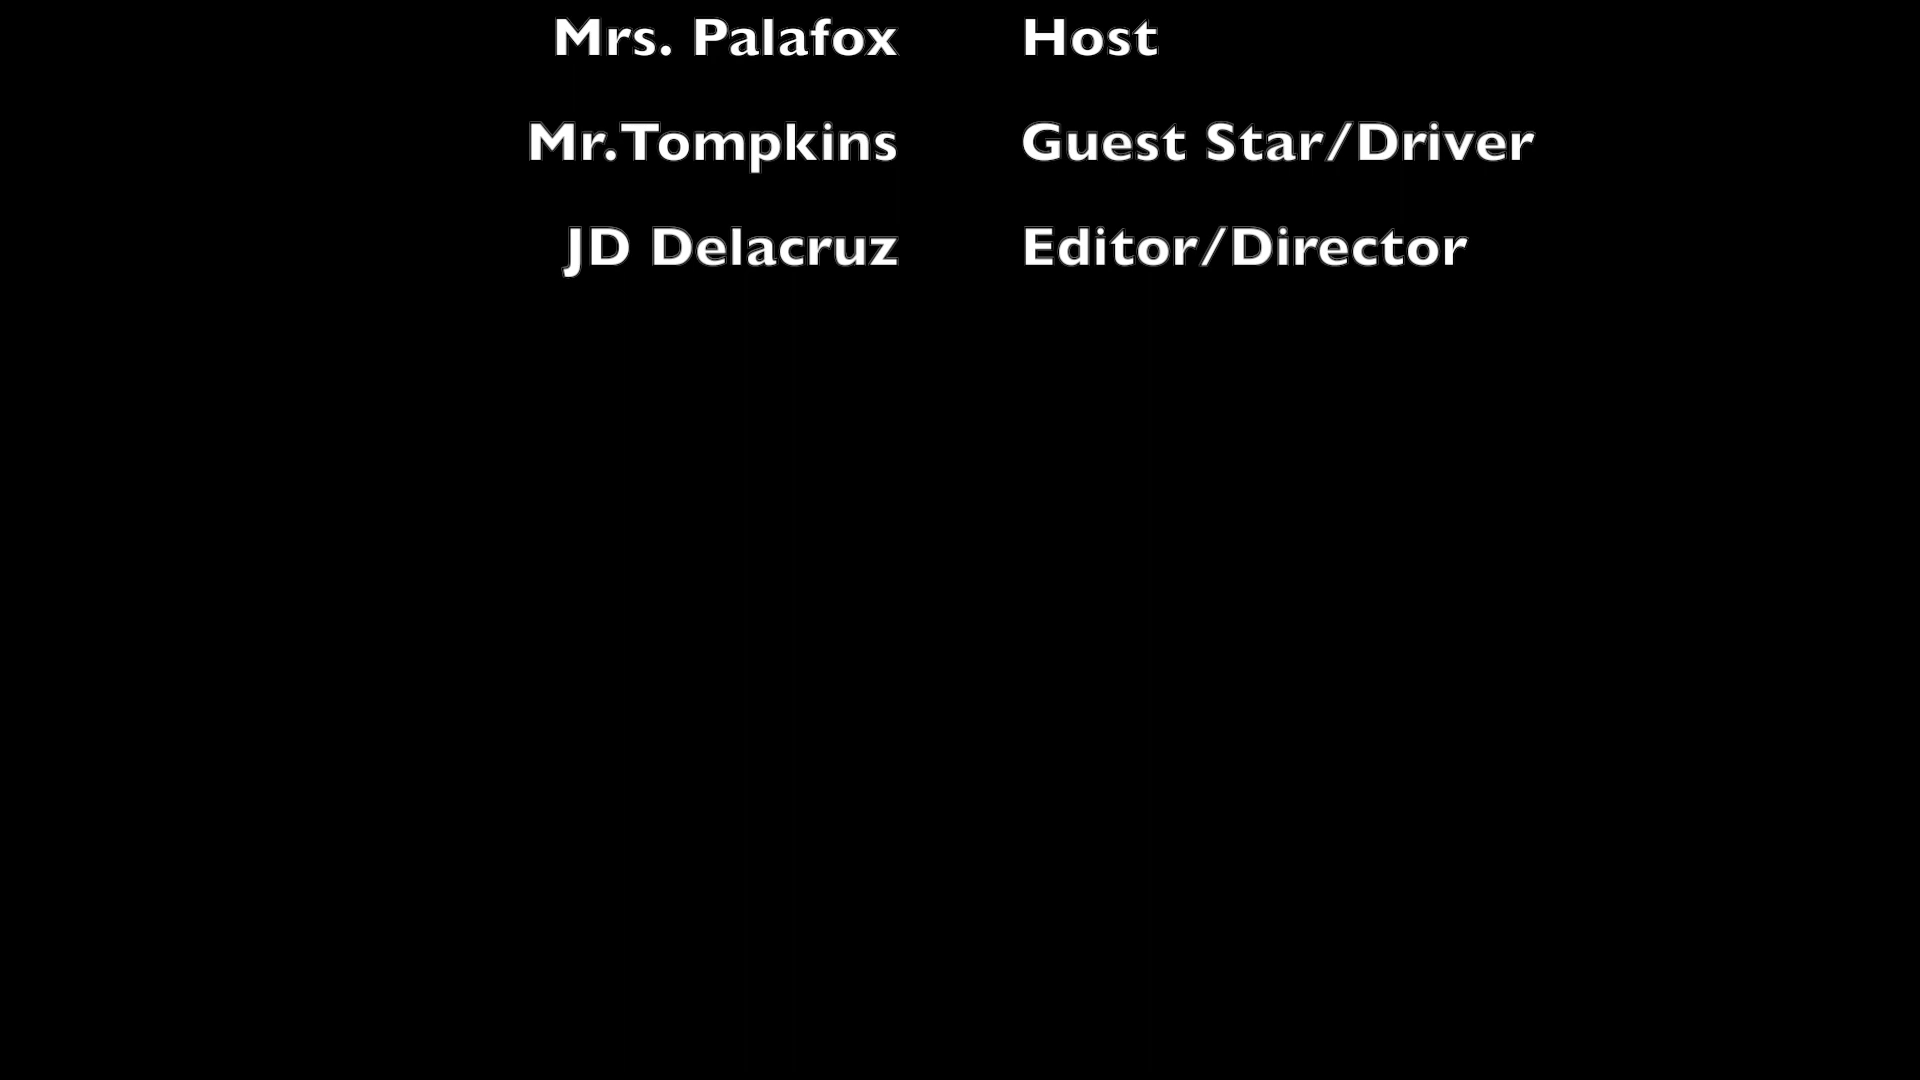 Mrs. Palafox Host
Mr.Tompkins Guest Star/Driver
JD Delacruz Editor/Director